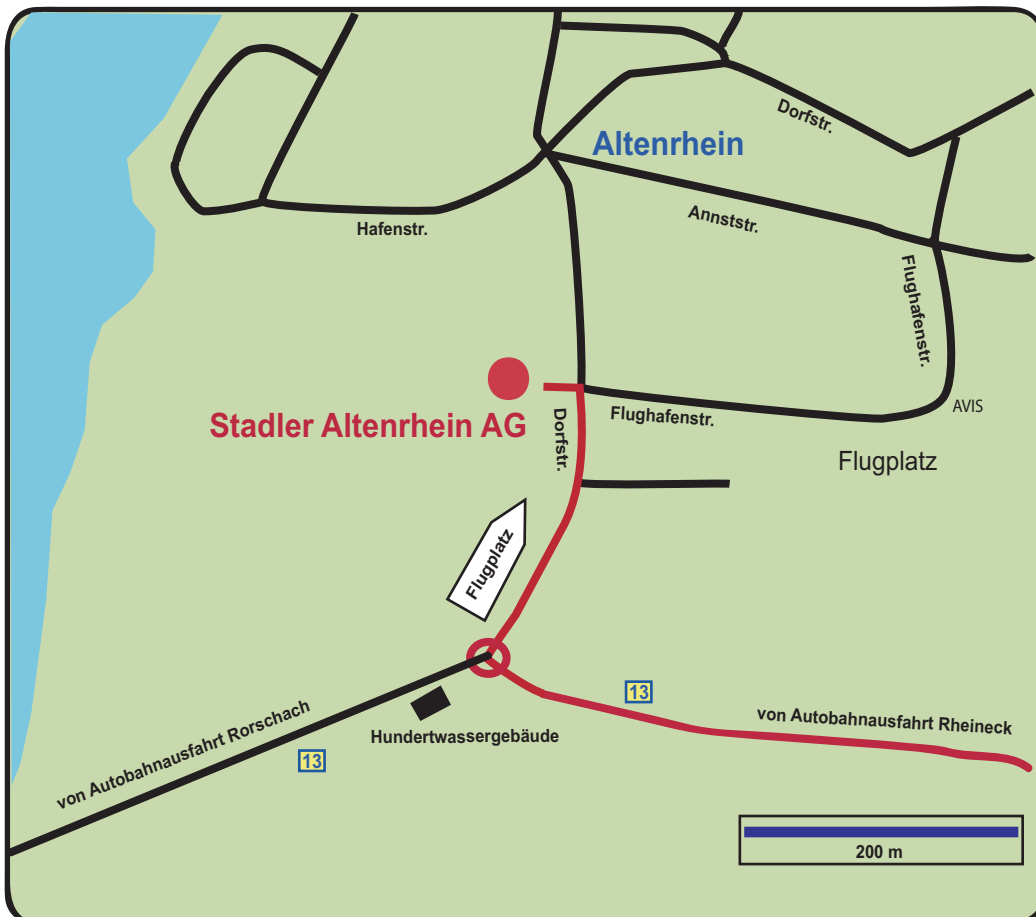 Dorfstr.
Altenrhein
Annststr.
Hafenstr.
Flughafenstr.
Stadler Altenrhein AG
Dorfstr.
Flughafenstr.
AVIS
Flugplatz
Flugplatz
13
von Autobahnausfahrt Rorschach
13
Hundertwassergebäude
von Autobahnausfahrt Rheineck
200 m